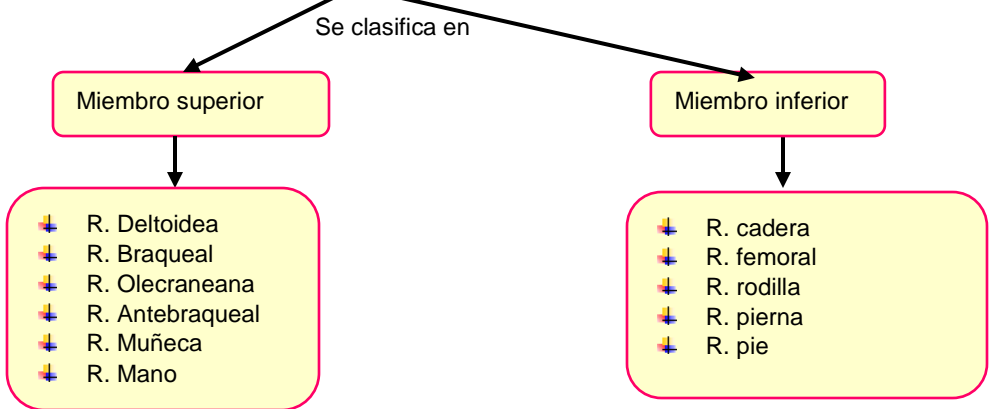 Se clasifica en
Miembro superior
Miembro inferior
R. Deltoidea
R. Braqueal
R. Olecraneana
R. Antebraqueal
R. Muñeca
R. Mano
R. cadera
R. femoral
R. rodilla
R. pierna
R. pie